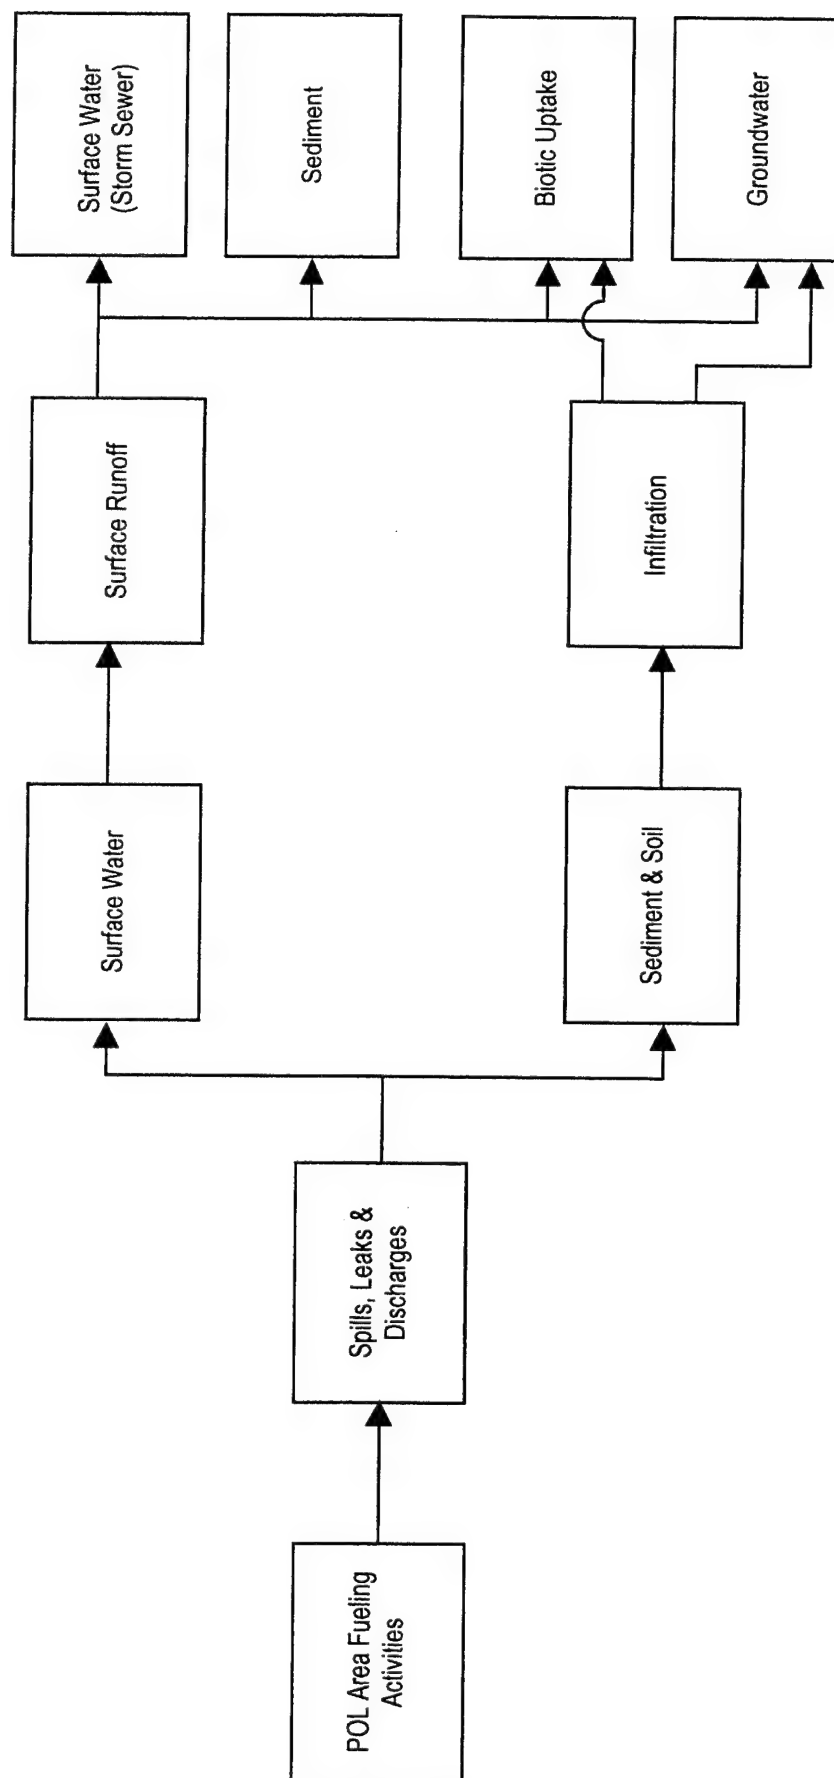 POL Area Fueling
Activities
Spills, Leaks &
Discharges
Surface Water
Sediment & Soil
Surface Runoff
Infiltration
Surface Water
(Storm Sewer)
Sediment
Biotic Uptake
Groundwater